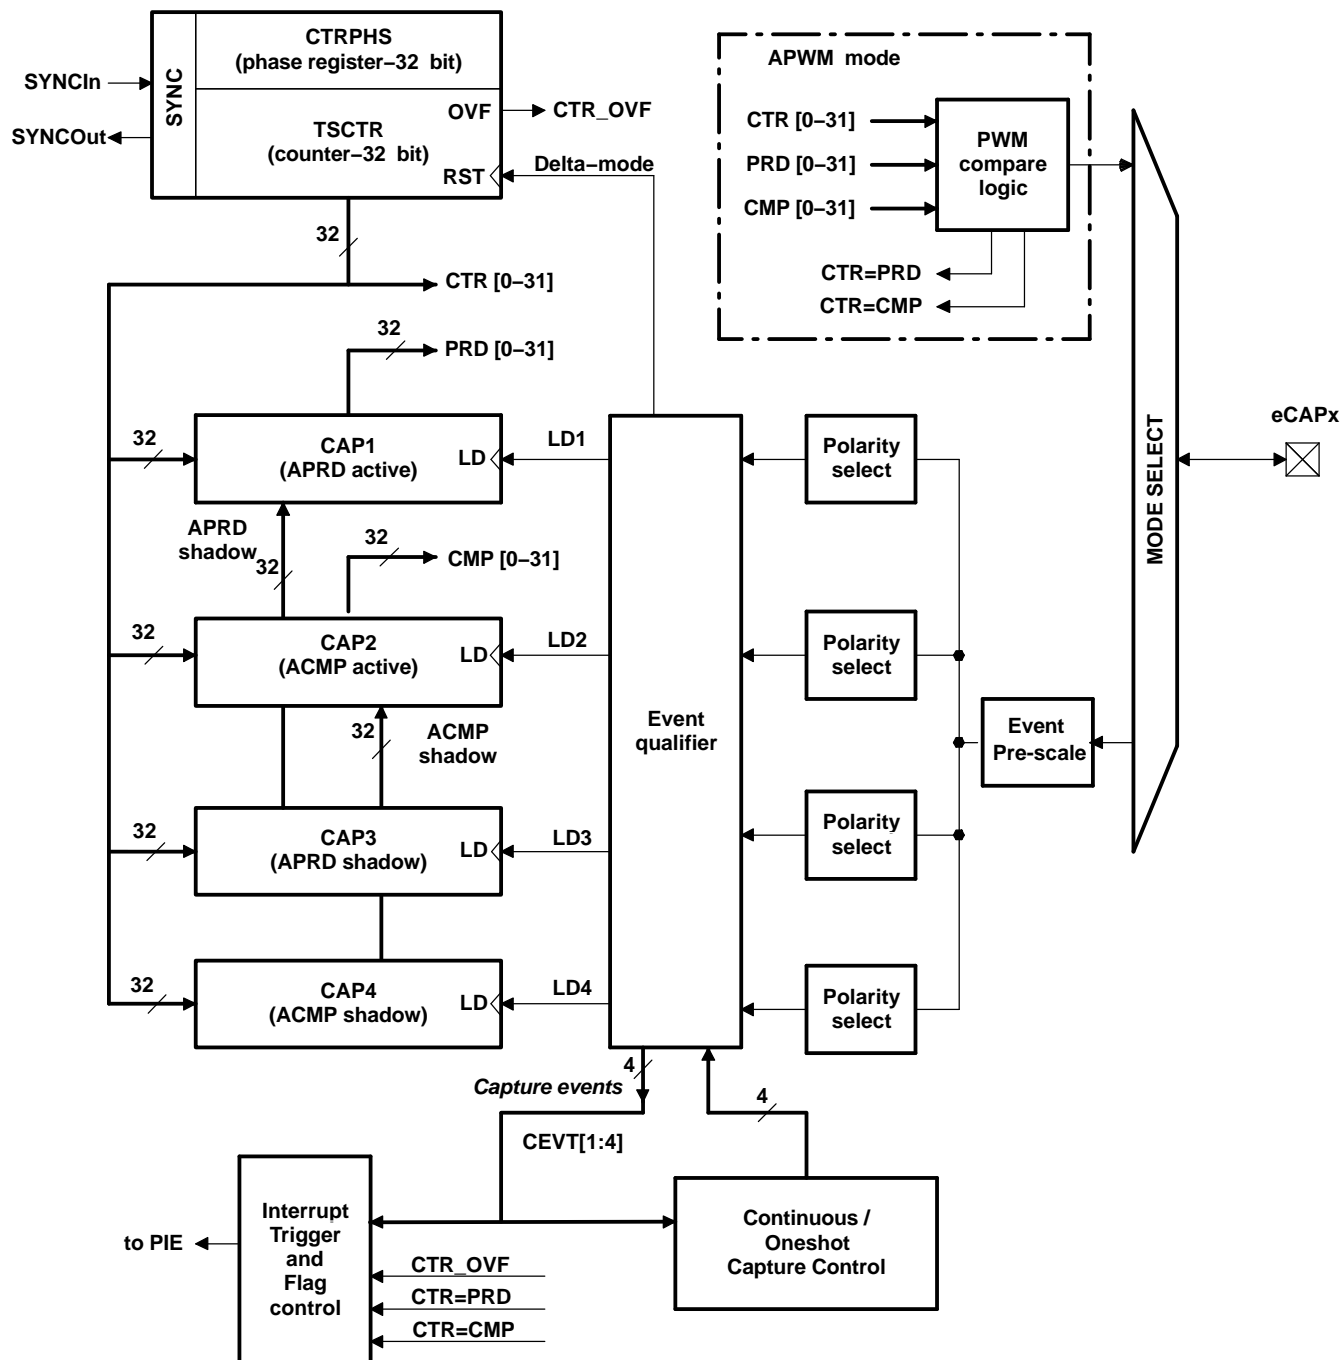 CTRPHS
(phase register−32 bit)
APWM mode
SYNCIn
SYNC
OVF
CTR_OVF
SYNCOut
TSCTR
(counter−32 bit)
RST
Delta−mode
CTR [0−31]
PRD [0−31]
CMP [0−31]
PWM
compare
logic
CTR=PRD
CTR=CMP
32
CTR [0−31]
32
PRD [0−31]
32
CAP1
(APRD active)
LD
LD1
Polarity
select
MODE SELECT
eCAPx
APRD
shadow
32
32
CMP [0−31]
32
CAP2
(ACMP active)
LD
LD2
Polarity
select
32
ACMP
shadow
Event
qualifier
Event
Pre-scale
32
CAP3
(APRD shadow)
LD
LD3
Polarity
select
32
CAP4
(ACMP shadow)
LD
LD4
Polarity
select
4
Capture events
4
CEVT[1:4]
to PIE
Interrupt
Trigger
and
Flag
control
CTR_OVF
CTR=PRD
CTR=CMP
Continuous /
Oneshot
Capture Control